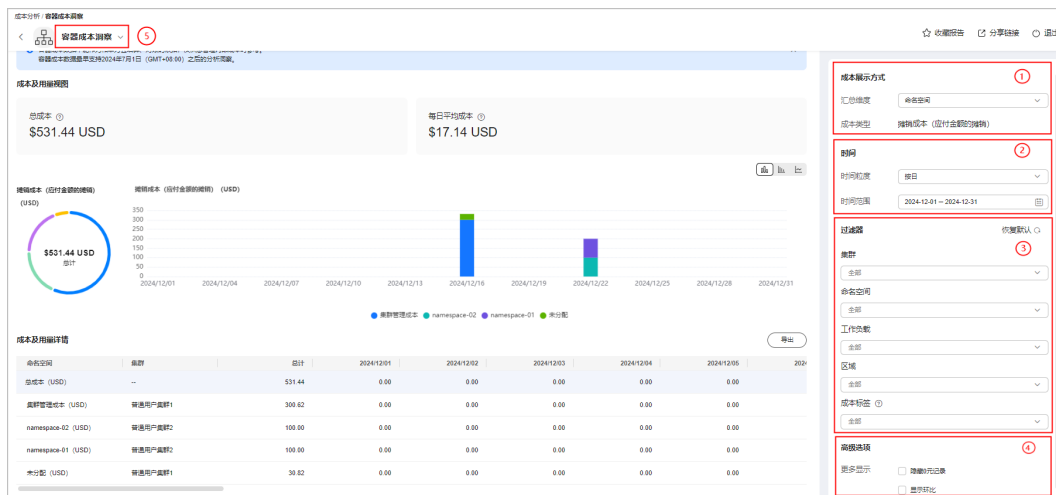 成本分析 / 容器成本洞察
容器成本洞察 ⑤
收藏报告 分享链接 退出
容器成本数据最早支持2024年7月1日（GMT+08:00）之后的分析洞察。
成本及用量视图
总成本
$531.44 USD
每日平均成本
$17.14 USD
摊销成本（应付金额的摊销）
(USD)
$531.44 USD
总计
摊销成本（应付金额的摊销） (USD)
350
300
250
200
150
100
50
0
2024/12/01 2024/12/04 2024/12/07 2024/12/10 2024/12/13 2024/12/16 2024/12/19 2024/12/22 2024/12/25 2024/12/28 2024/12/31
集群管理成本 namespace-02 namespace-01 未分配
成本及用量详情
导出
命名空间 集群 总计 2024/12/01 2024/12/02 2024/12/03 2024/12/04 2024/12/05 2024
总成本 (USD) -- 531.44 0.00 0.00 0.00 0.00 0.00
集群管理成本 (USD) 普通用户集群1 300.62 0.00 0.00 0.00 0.00 0.00
namespace-02 (USD) 普通用户集群2 100.00 0.00 0.00 0.00 0.00 0.00
namespace-01 (USD) 普通用户集群2 100.00 0.00 0.00 0.00 0.00 0.00
未分配 (USD) 普通用户集群1 30.82 0.00 0.00 0.00 0.00 0.00
成本展示方式 ①
汇总维度 命名空间
成本类型 摊销成本（应付金额的摊销）
时间 ②
时间粒度 按日
时间范围 2024-12-01 – 2024-12-31
过滤器 恢复默认
③
集群
全部
命名空间
全部
工作负载
全部
区域
全部
成本标签
全部
高级选项 ④
更多显示 隐藏0元记录
显示环比